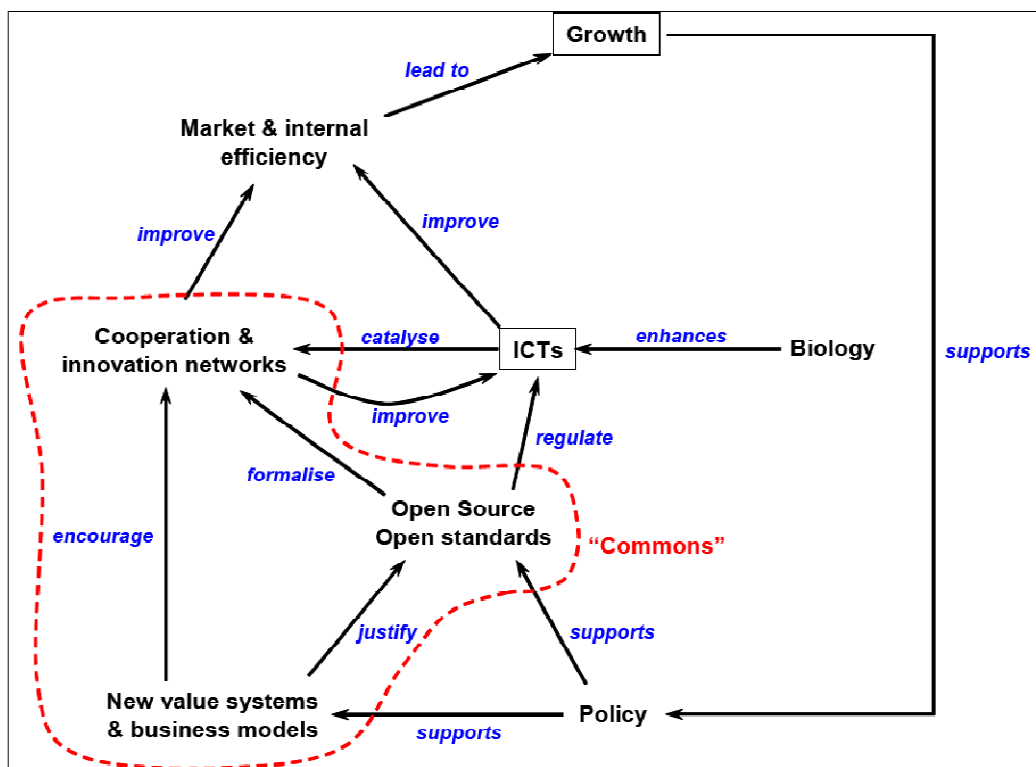 Growth
lead to
Market & internal
efficiency
improve
improve
Cooperation &
innovation networks
catalyse
ICTs
enhances
Biology
supports
improve
regulate
formalise
Open Source
Open standards
encourage
“Commons”
justify
supports
New value systems
& business models
supports
Policy